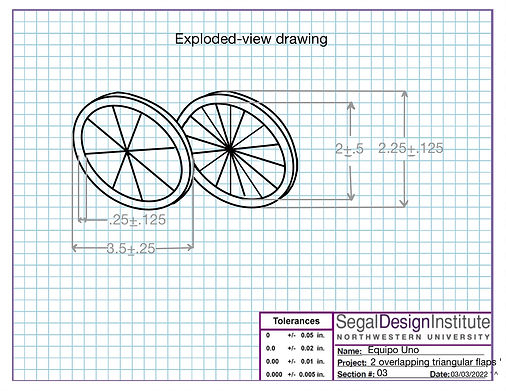 Exploded-view drawing
2±.5
2.25±.125
.25±.125
3.5±.25
Tolerances
0 +/- 0.05 in.
0.0 +/- 0.02 in.
0.00 +/- 0.01 in.
0.000 +/- 0.005 in.
SegalDesignInstitute
NORTHWESTERN UNIVERSITY
Name: Equipo Uno
Project: 2 overlapping triangular flaps
Section #: 03 Date: 03/03/2022